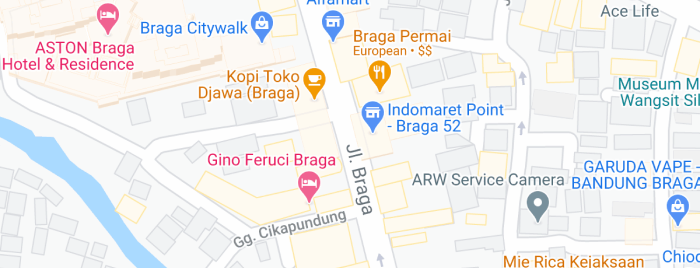 Alfamart
Ace Life
Braga Citywalk
Braga Permai
European • $$
ASTON Braga
Hotel & Residence
Kopi Toko
Djawa (Braga)
Museum M
Wangsit Sil
Indomaret Point
- Braga 52
Jl. Braga
Gino Feruci Braga
GARUDA VAPE -
BANDUNG BRAGA
ARW Service Camera
Gg. Cikapundung
Mie Rica Kejaksaan
Chioc